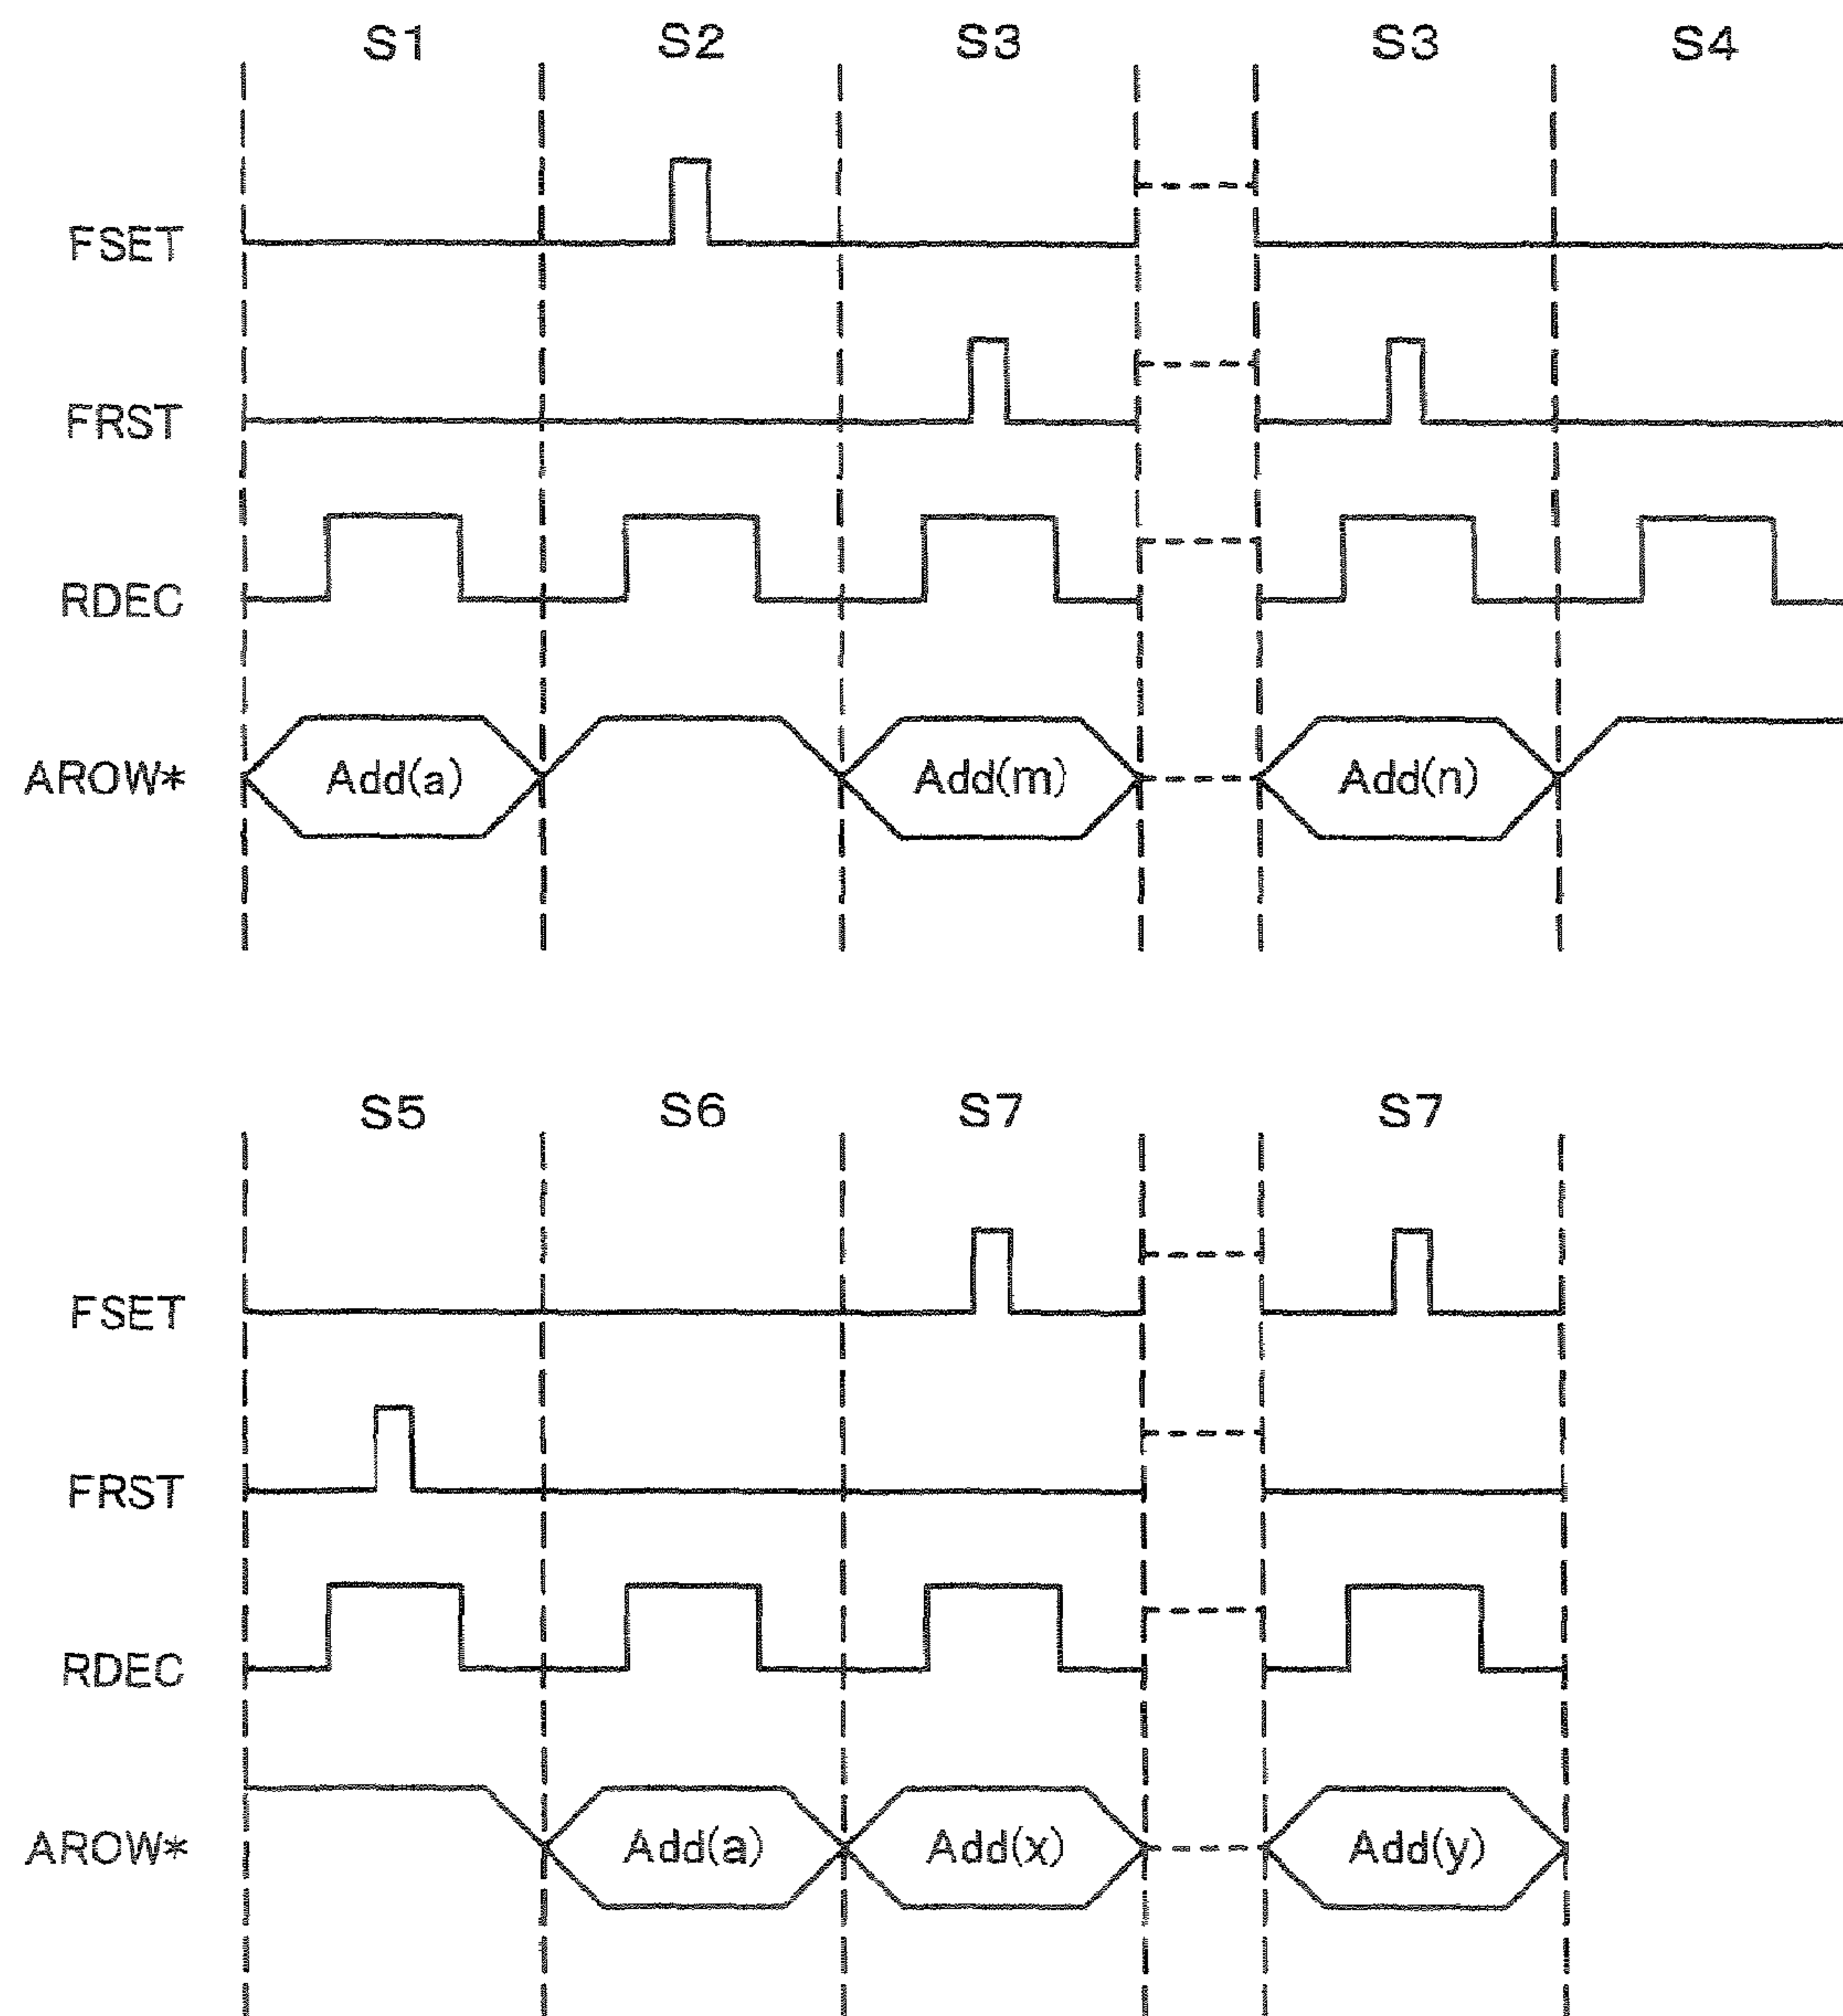 S1 S2 S3 S3 S4
FSET
FRST
RDEC
AROW* Add(a) Add(m) Add(n)
S5 S6 S7 S7
FSET
FRST
RDEC
AROW* Add(a) Add(x) Add(y)